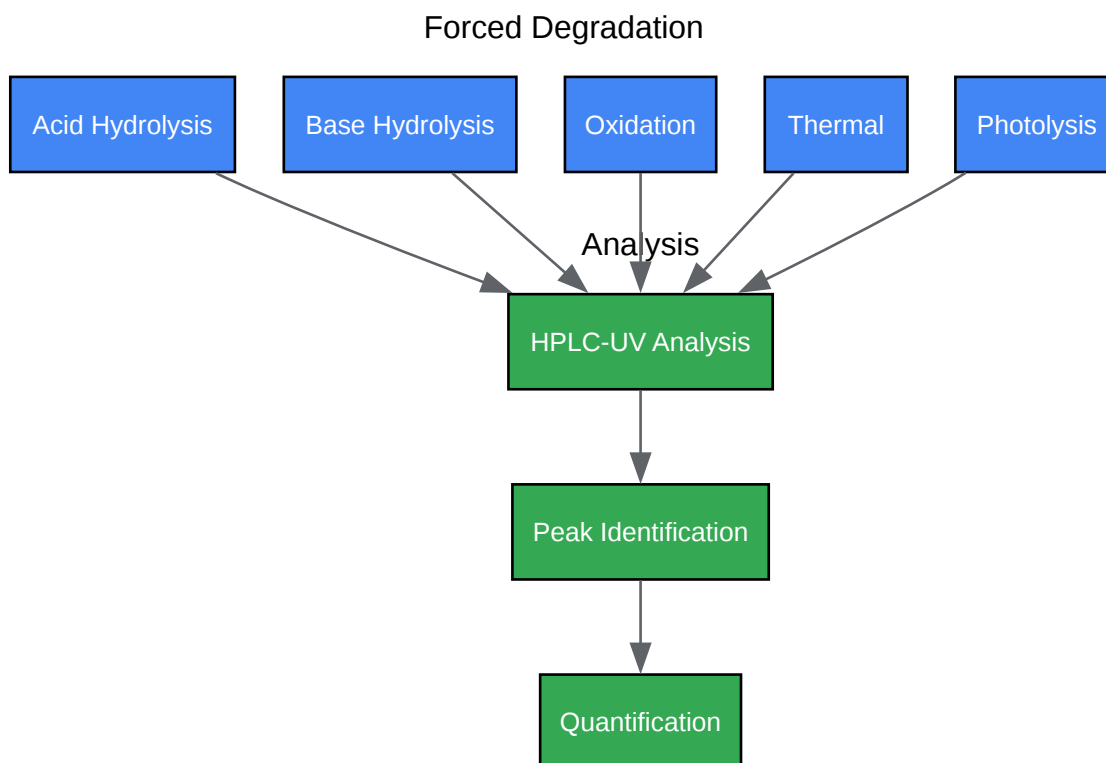 Forced Degradation
Acid Hydrolysis
Base Hydrolysis
Oxidation
Thermal
Photolysis
Analysis
HPLC-UV Analysis
Peak Identification
Quantification